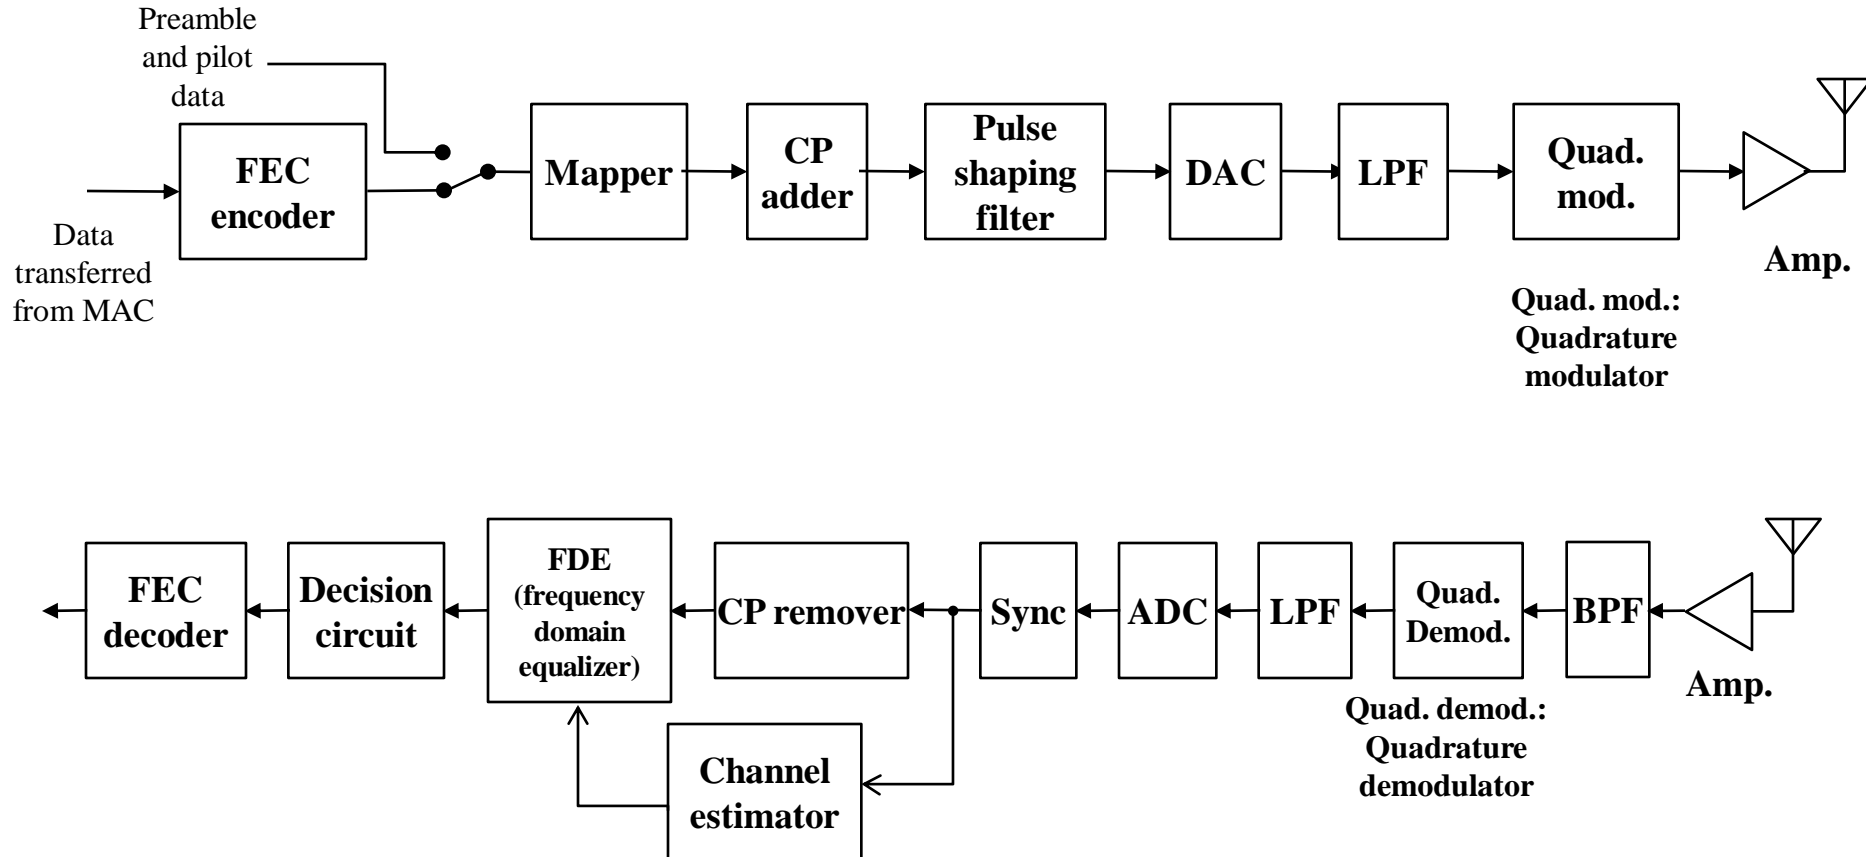 Preamble
and pilot
data
FEC
encoder
Data
transferred
from MAC
Mapper
CP
adder
Pulse
shaping
filter
DAC
LPF
Quad.
mod.
Amp.
Quad. mod.:
Quadrature
modulator
FEC
decoder
Decision
circuit
FDE
(frequency
domain
equalizer)
CP remover
Sync
ADC
LPF
Quad.
Demod.
BPF
Amp.
Quad. demod.:
Quadrature
demodulator
Channel
estimator